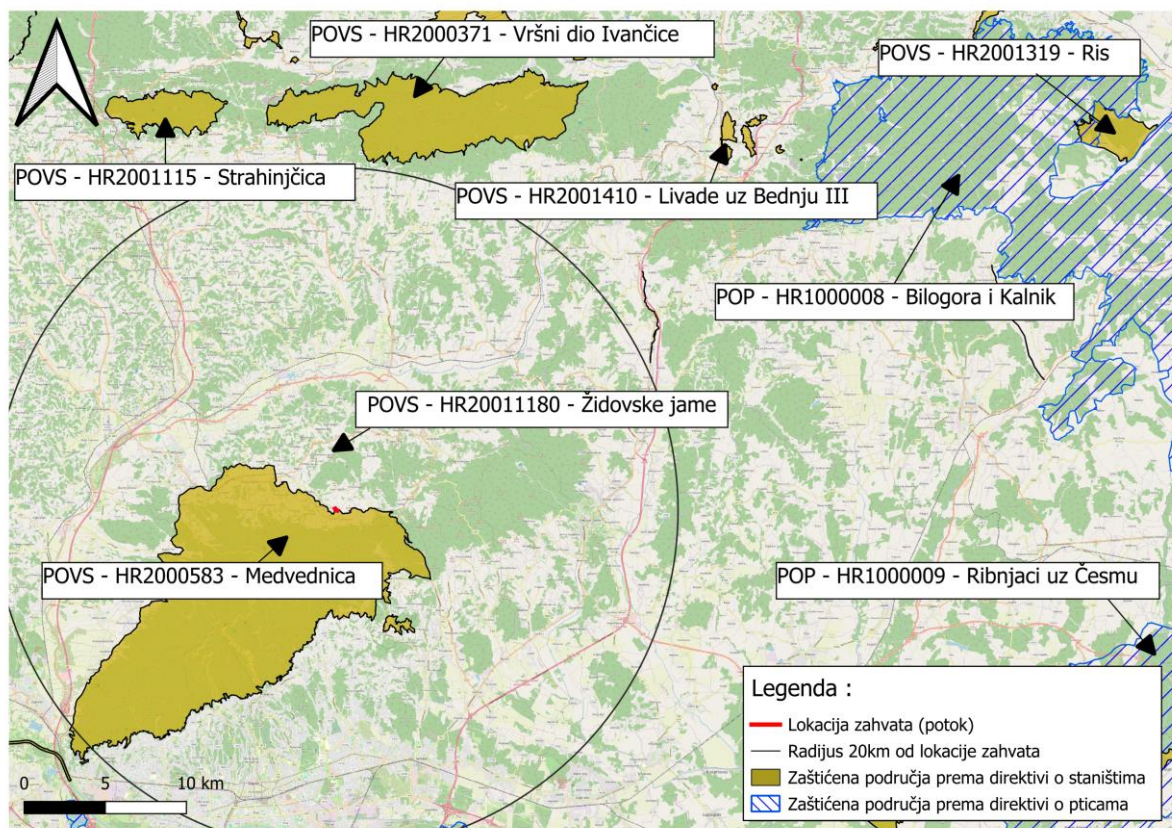 POVS - HR2000371 - Vršni dio Ivančice
POVS - HR2001319 - Ris
POVS - HR2001115 - Strahinjčica
POVS - HR2001410 - Livade uz Bednju III
POP - HR1000008 - Bilogora i Kalnik
POVS - HR20011180 - Židovske jame
POVS - HR2000583 - Medvednica
POP - HR1000009 - Ribnjaci uz Česmu
Legenda :
Lokacija zahvata (potok)
Radijus 20km od lokacije zahvata
Zaštićena područja prema direktivi o staništima
Zaštićena područja prema direktivi o pticama
0 5 10 km